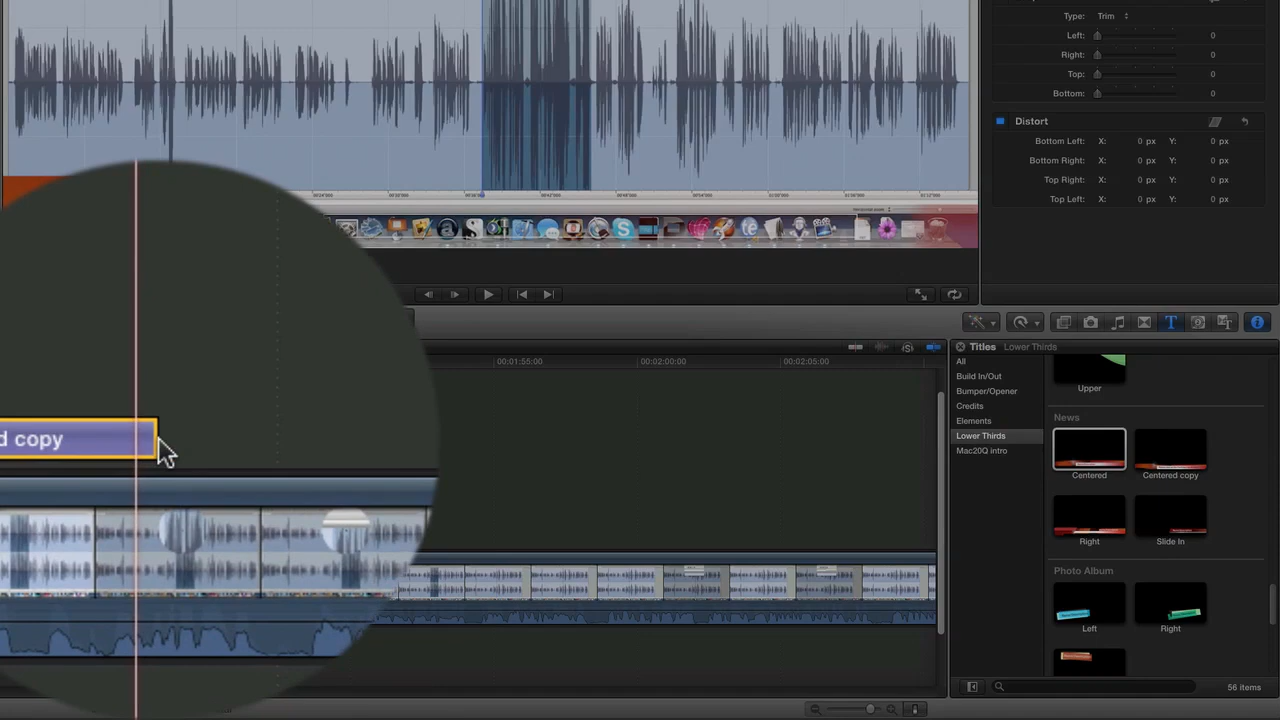 Type: Trim
Left: 0
Right: 0
Top: 0
Bottom: 0
Distort
Bottom Left: X: 0 px Y: 0 px
Bottom Right: X: 0 px Y: 0 px
Top Right: X: 0 px Y: 0 px
Top Left: X: 0 px Y: 0 px
00:01:55:00 00:02:00:00 00:02:05:00
Titles Lower Thirds
All
Build In/Out
Bumper/Opener
Credits
Elements
Lower Thirds
Mac20Q intro
Upper
News
Centered Centered copy
Right Slide In
Photo Album
Left Right
56 items
d copy